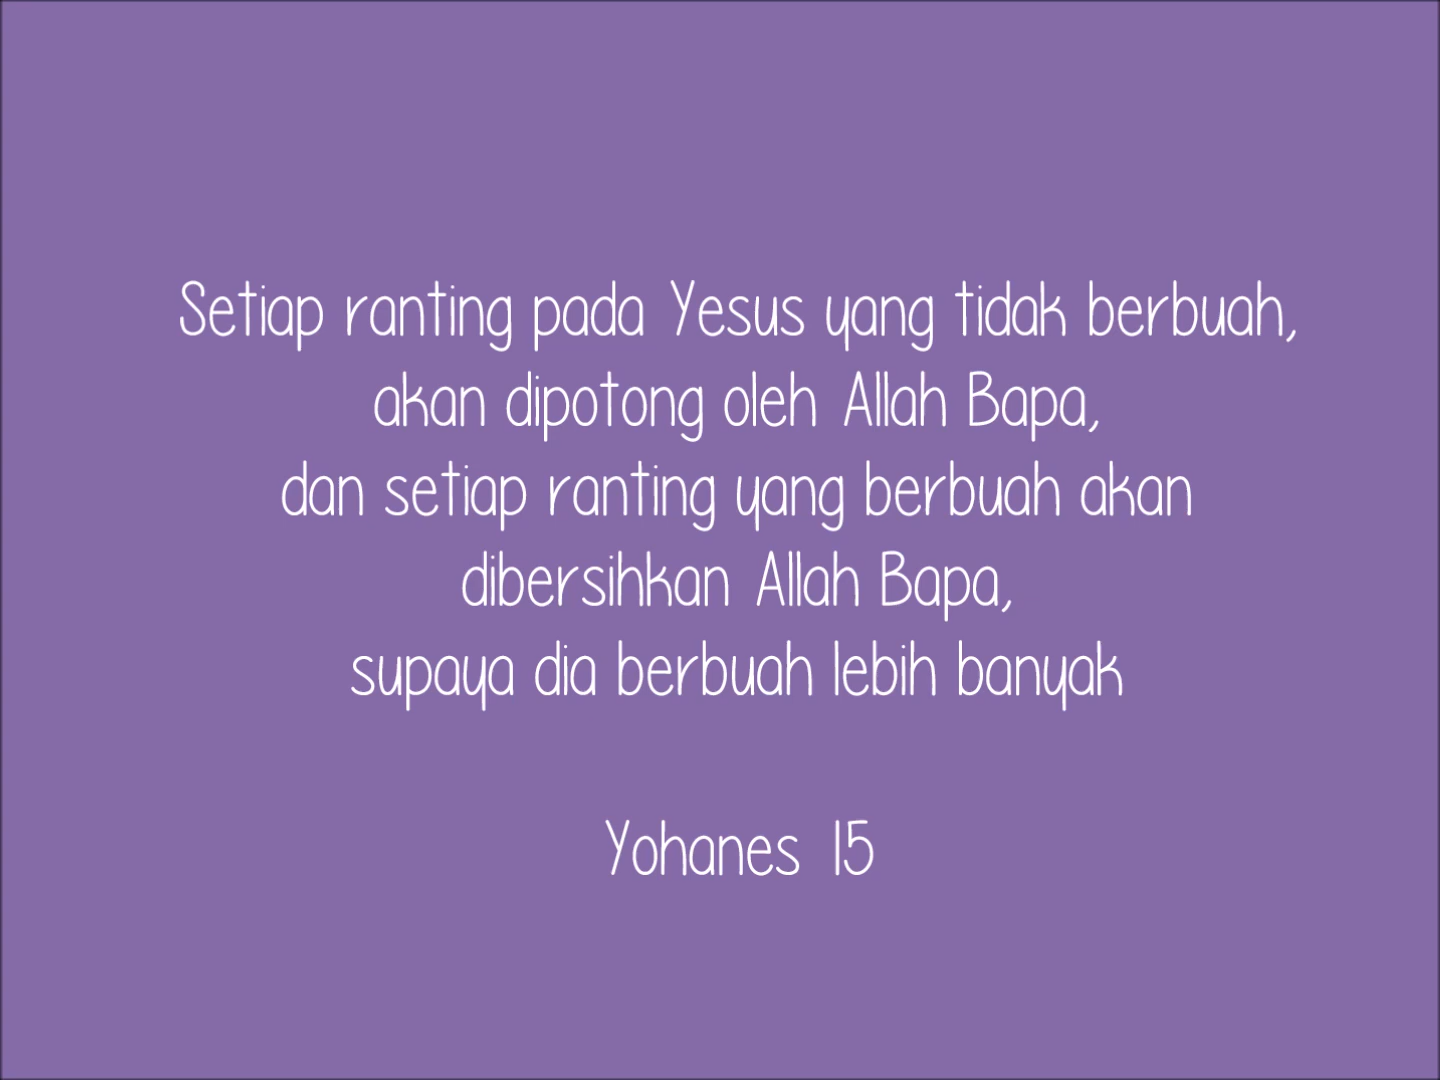 Setiap ranting pada Yesus yang tidak berbuah,
akan dipotong oleh Allah Bapa,
dan setiap ranting yang berbuah akan
dibersihkan Allah Bapa,
supaya dia berbuah lebih banyak
Yohanes 15